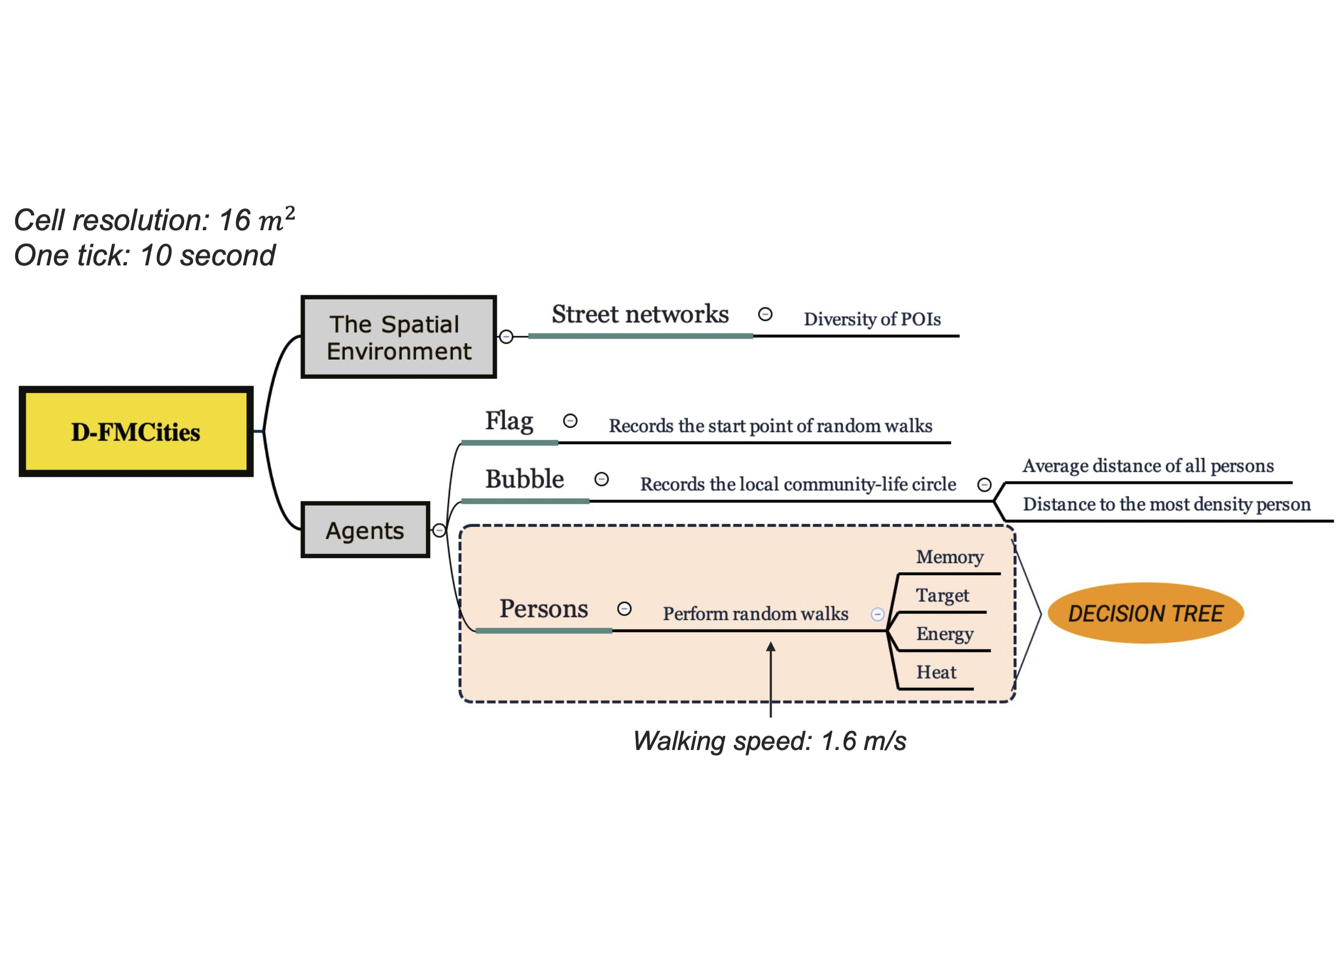 Cell resolution: 16 m²
One tick: 10 second
The Spatial
Environment
Street networks
Diversity of POIs
D-FMCities
Flag
Records the start point of random walks
Bubble
Records the local community-life circle
Average distance of all persons
Distance to the most density person
Agents
Persons
Perform random walks
Memory
Target
Energy
Heat
DECISION TREE
Walking speed: 1.6 m/s